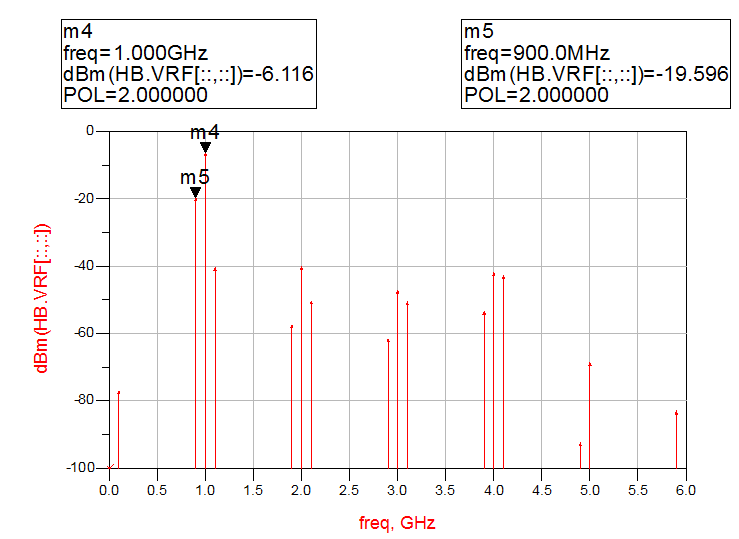 m4
freq=1.000GHz
dBm(HB.VRF[::,::])=-6.116
POL=2.000000
m5
freq=900.0MHz
dBm(HB.VRF[::,::])=-19.596
POL=2.000000
m4
m5
0
-20
-40
-60
-80
-100
dBm(HB.VRF[::,::])
0.0 0.5 1.0 1.5 2.0 2.5 3.0 3.5 4.0 4.5 5.0 5.5 6.0
freq, GHz